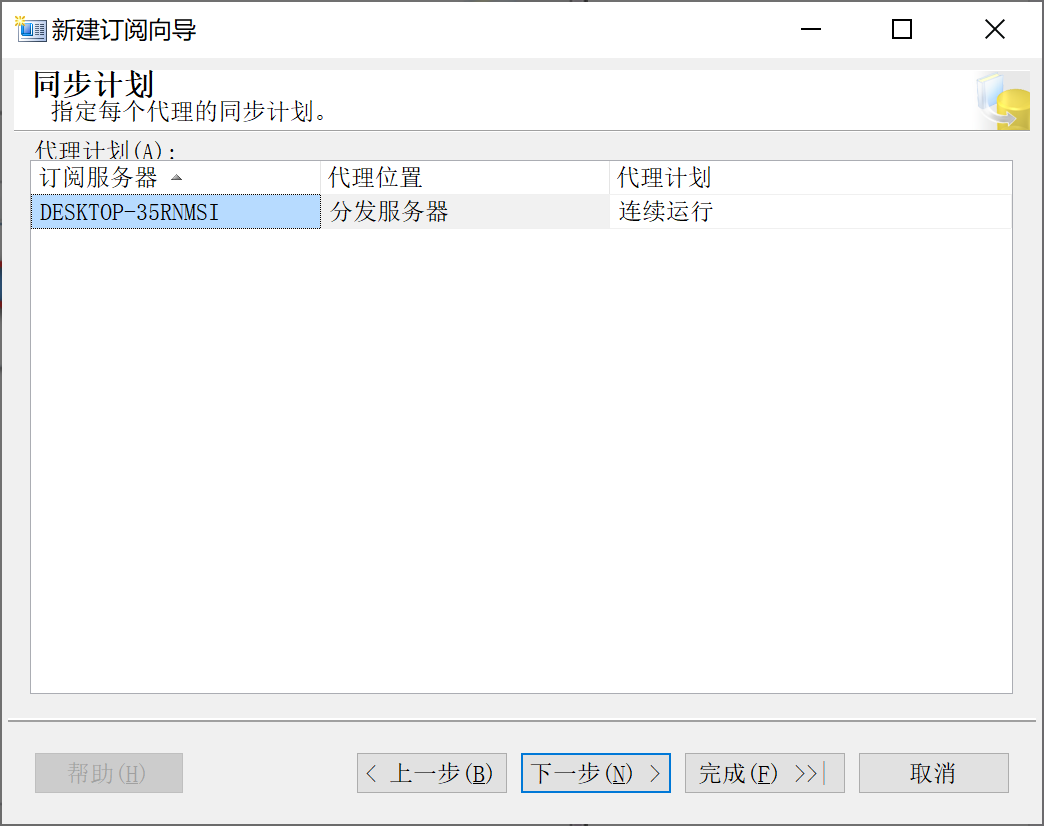 新建订阅向导
同步计划
指定每个代理的同步计划。
代理计划(A):
订阅服务器 代理位置 代理计划
DESKTOP-35RNMSI 分发服务器 连续运行
帮助(H) < 上一步(B) 下一步(N) > 完成(F) >>| 取消